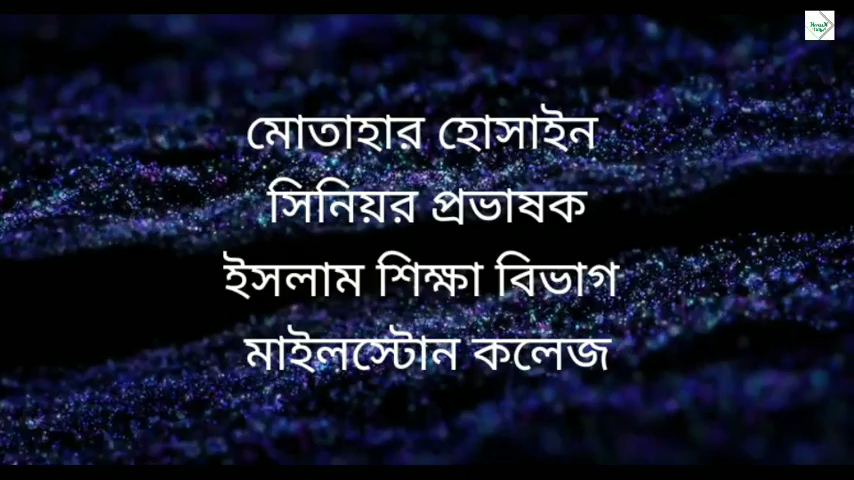 মোতাহার হোসাইন
সিনিয়র প্রভাষক
ইসলাম শিক্ষা বিভাগ
মাইলস্টোন কলেজ